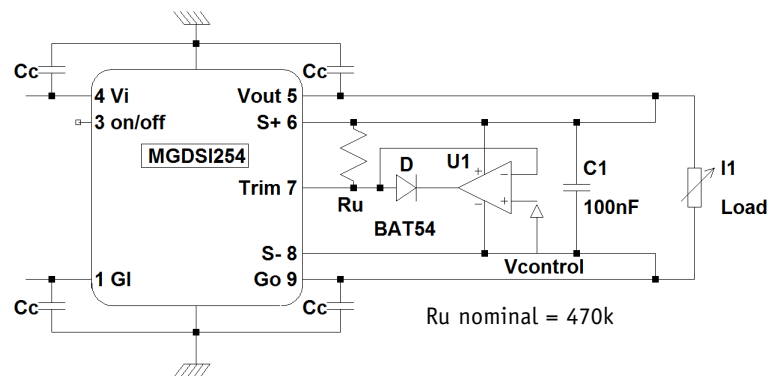 Cc
Cc
4 Vi
Vout 5
3 on/off
S+ 6
MGDSI254
D
U1
+
-
C1
I1
Trim 7
Ru
+
100nF
Load
BAT54
-
S- 8
Vcontrol
1 GI
Go 9
Cc
Cc
Ru nominal = 470k